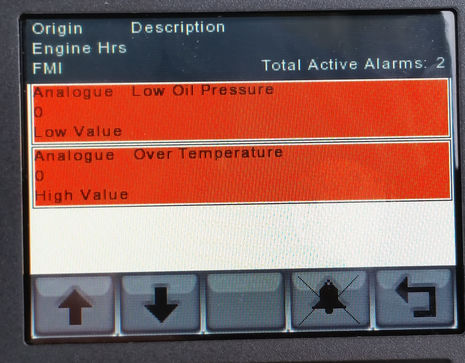 Origin Description
Engine Hrs
FMI Total Active Alarms: 2
Analogue Low Oil Pressure
0
Low Value
Analogue Over Temperature
0
High Value